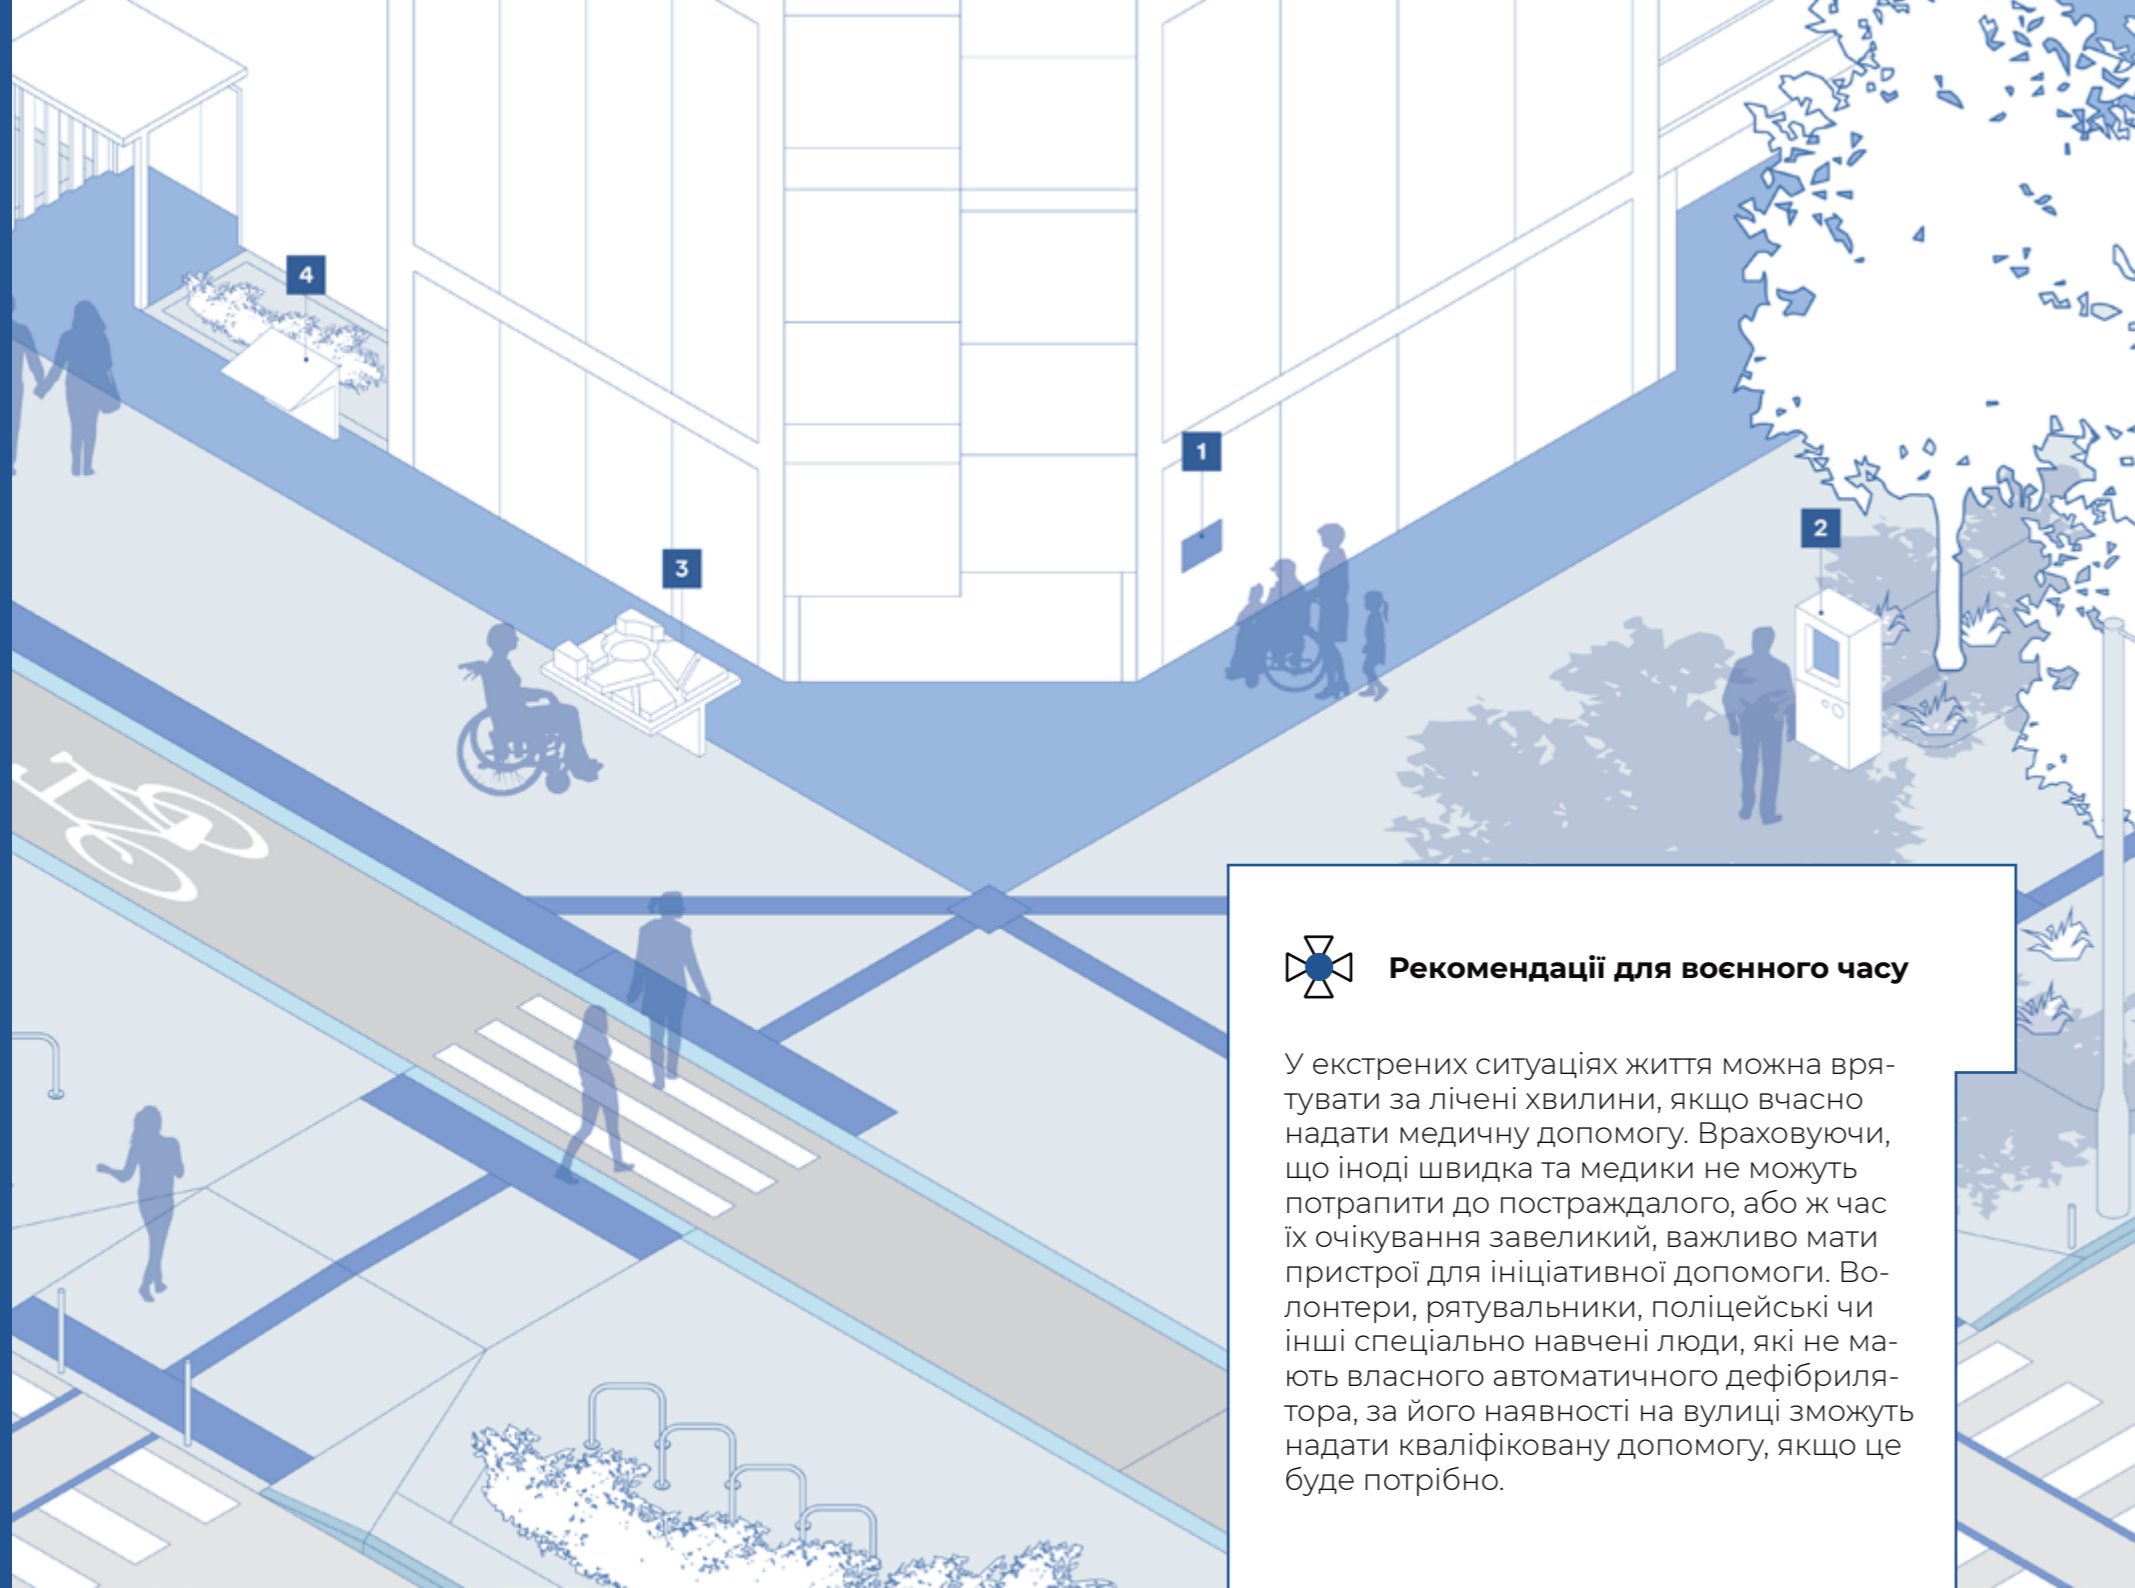 4
1
2
3
Рекомендації для воєнного часу
У екстрених ситуаціях життя можна вря-
тувати за лічені хвилини, якщо вчасно
надати медичну допомогу. Враховуючи,
що іноді швидка та медики не можуть
потрапити до постраждалого, або ж час
їх очікування завеликий, важливо мати
пристрої для ініціативної допомоги. Во-
лонтери, рятувальники, поліцейські чи
інші спеціально навчені люди, які не ма-
ють власного автоматичного дефібриля-
тора, за його наявності на вулиці зможуть
надати кваліфіковану допомогу, якщо це
буде потрібно.